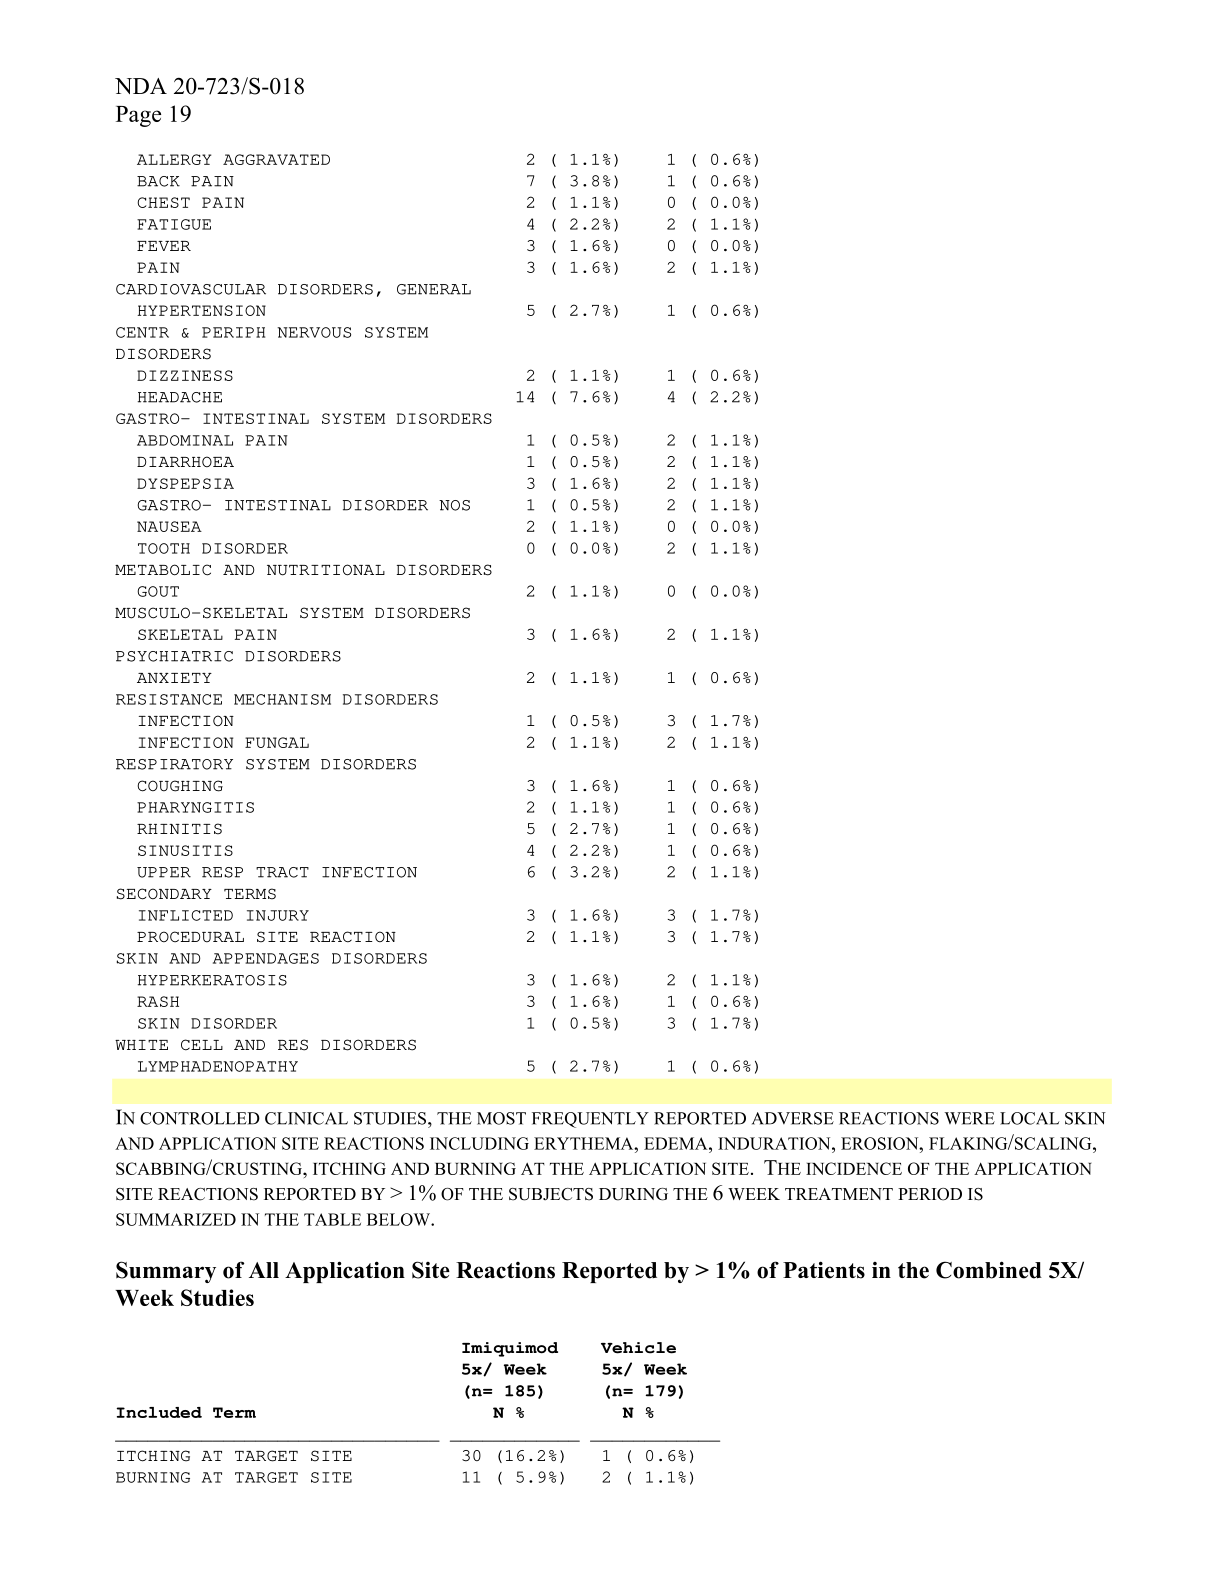 NDA 20-723/S-018
Page 19
ALLERGY AGGRAVATED 2 ( 1.1%) 1 ( 0.6%)
BACK PAIN 7 ( 3.8%) 1 ( 0.6%)
CHEST PAIN 2 ( 1.1%) 0 ( 0.0%)
FATIGUE 4 ( 2.2%) 2 ( 1.1%)
FEVER 3 ( 1.6%) 0 ( 0.0%)
PAIN 3 ( 1.6%) 2 ( 1.1%)
CARDIOVASCULAR DISORDERS, GENERAL
HYPERTENSION 5 ( 2.7%) 1 ( 0.6%)
CENTR & PERIPH NERVOUS SYSTEM
DISORDERS
DIZZINESS 2 ( 1.1%) 1 ( 0.6%)
HEADACHE 14 ( 7.6%) 4 ( 2.2%)
GASTRO- INTESTINAL SYSTEM DISORDERS
ABDOMINAL PAIN 1 ( 0.5%) 2 ( 1.1%)
DIARRHOEA 1 ( 0.5%) 2 ( 1.1%)
DYSPEPSIA 3 ( 1.6%) 2 ( 1.1%)
GASTRO- INTESTINAL DISORDER NOS 1 ( 0.5%) 2 ( 1.1%)
NAUSEA 2 ( 1.1%) 0 ( 0.0%)
TOOTH DISORDER 0 ( 0.0%) 2 ( 1.1%)
METABOLIC AND NUTRITIONAL DISORDERS
GOUT 2 ( 1.1%) 0 ( 0.0%)
MUSCULO-SKELETAL SYSTEM DISORDERS
SKELETAL PAIN 3 ( 1.6%) 2 ( 1.1%)
PSYCHIATRIC DISORDERS
ANXIETY 2 ( 1.1%) 1 ( 0.6%)
RESISTANCE MECHANISM DISORDERS
INFECTION 1 ( 0.5%) 3 ( 1.7%)
INFECTION FUNGAL 2 ( 1.1%) 2 ( 1.1%)
RESPIRATORY SYSTEM DISORDERS
COUGHING 3 ( 1.6%) 1 ( 0.6%)
PHARYNGITIS 2 ( 1.1%) 1 ( 0.6%)
RHINITIS 5 ( 2.7%) 1 ( 0.6%)
SINUSITIS 4 ( 2.2%) 1 ( 0.6%)
UPPER RESP TRACT INFECTION 6 ( 3.2%) 2 ( 1.1%)
SECONDARY TERMS
INFLICTED INJURY 3 ( 1.6%) 3 ( 1.7%)
PROCEDURAL SITE REACTION 2 ( 1.1%) 3 ( 1.7%)
SKIN AND APPENDAGES DISORDERS
HYPERKERATOSIS 3 ( 1.6%) 2 ( 1.1%)
RASH 3 ( 1.6%) 1 ( 0.6%)
SKIN DISORDER 1 ( 0.5%) 3 ( 1.7%)
WHITE CELL AND RES DISORDERS
LYMPHADENOPATHY 5 ( 2.7%) 1 ( 0.6%)
IN CONTROLLED CLINICAL STUDIES, THE MOST FREQUENTLY REPORTED ADVERSE REACTIONS WERE LOCAL SKIN
AND APPLICATION SITE REACTIONS INCLUDING ERYTHEMA, EDEMA, INDURATION, EROSION, FLAKING/SCALING,
SCABBING/CRUSTING, ITCHING AND BURNING AT THE APPLICATION SITE. THE INCIDENCE OF THE APPLICATION
SITE REACTIONS REPORTED BY > 1% OF THE SUBJECTS DURING THE 6 WEEK TREATMENT PERIOD IS
SUMMARIZED IN THE TABLE BELOW.
Summary of All Application Site Reactions Reported by > 1% of Patients in the Combined 5X/
Week Studies
Imiquimod Vehicle
5x/ Week 5x/ Week
(n= 185) (n= 179)
Included Term N % N %
ITCHING AT TARGET SITE 30 (16.2%) 1 ( 0.6%)
BURNING AT TARGET SITE 11 ( 5.9%) 2 ( 1.1%)